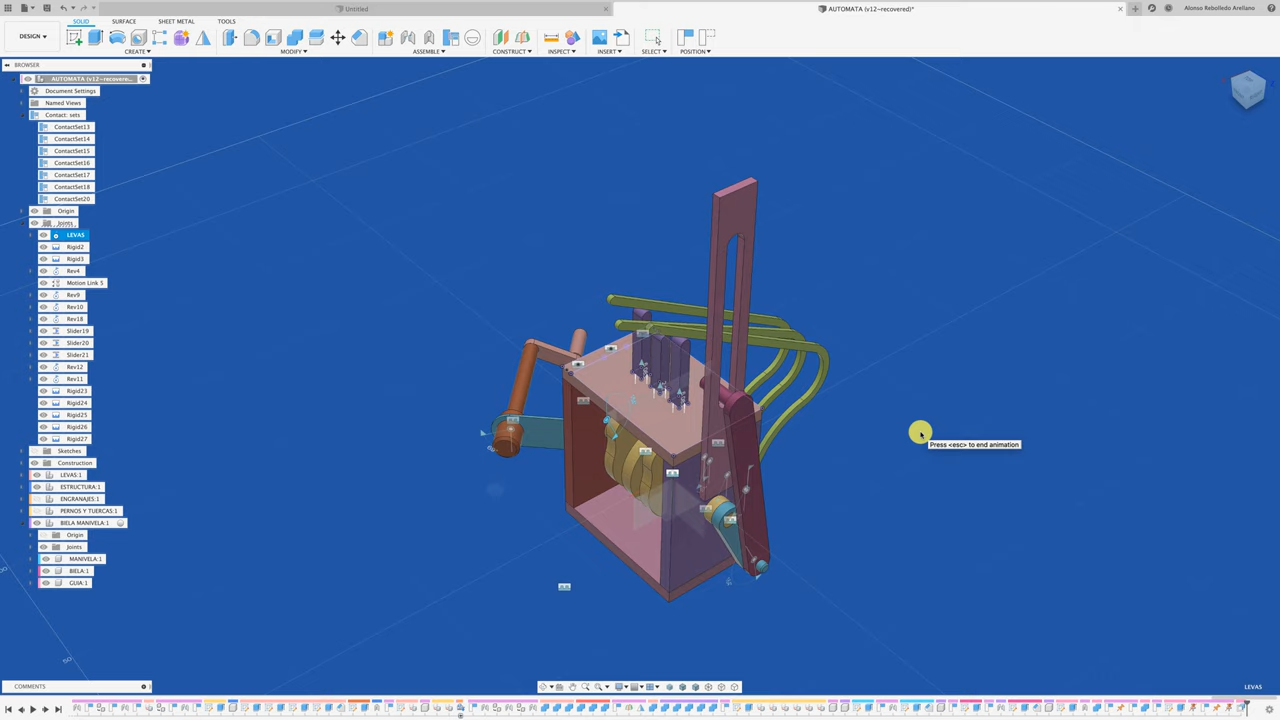 Untitled
AUTOMATA (v12-recovered)*
Alonso Rebolledo Arellano
DESIGN
SOLID
SURFACE
SHEET METAL
TOOLS
CREATE
MODIFY
ASSEMBLE
CONSTRUCT
INSPECT
INSERT
SELECT
POSITION
BROWSER
AUTOMATA (v12-recovere...
Document Settings
Named Views
Contact: sets
ContactSet13
ContactSet14
ContactSet15
ContactSet16
ContactSet17
ContactSet18
ContactSet20
Origin
Joints
LEVAS
Rigid2
Rigid3
Rev4
Motion Link 5
Rev9
Rev10
Rev18
Slider19
Slider20
Slider21
Rev12
Rev11
Rigid23
Rigid24
Rigid25
Rigid26
Rigid27
Sketches
Construction
LEVAS:1
ESTRUCTURA:1
ENGRANAJES:1
PERNOS Y TUERCAS:1
BIELA MANIVELA:1
Origin
Joints
MANIVELA:1
BIELA:1
GUIA:1
Press <esc> to end animation
50
COMMENTS
LEVAS